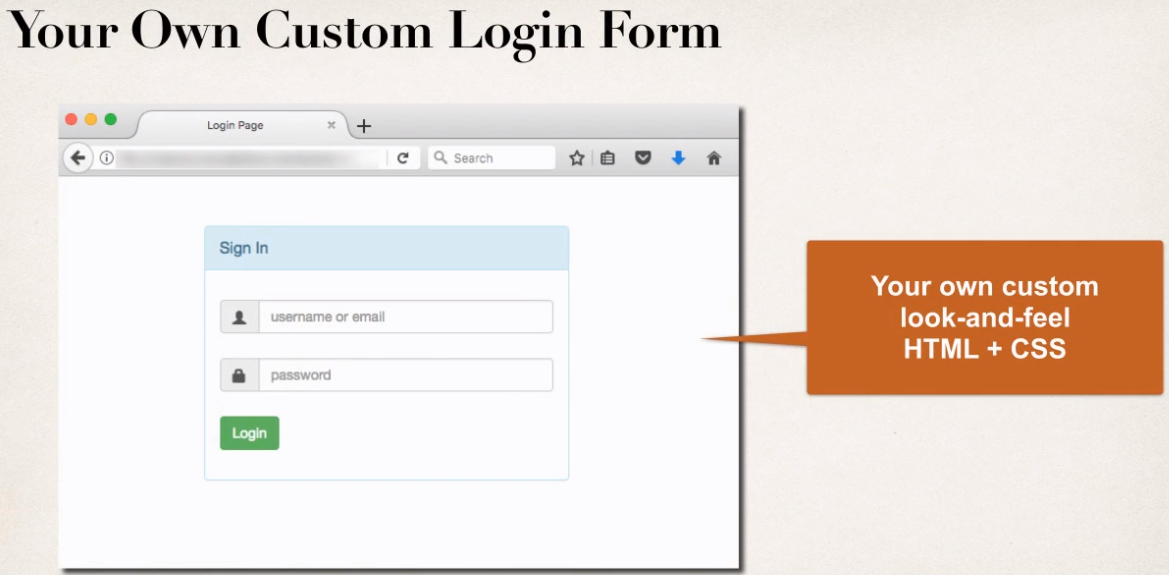 Your Own Custom Login Form
Login Page
Search
Sign In
username or email
password
Login
Your own custom
look-and-feel
HTML + CSS